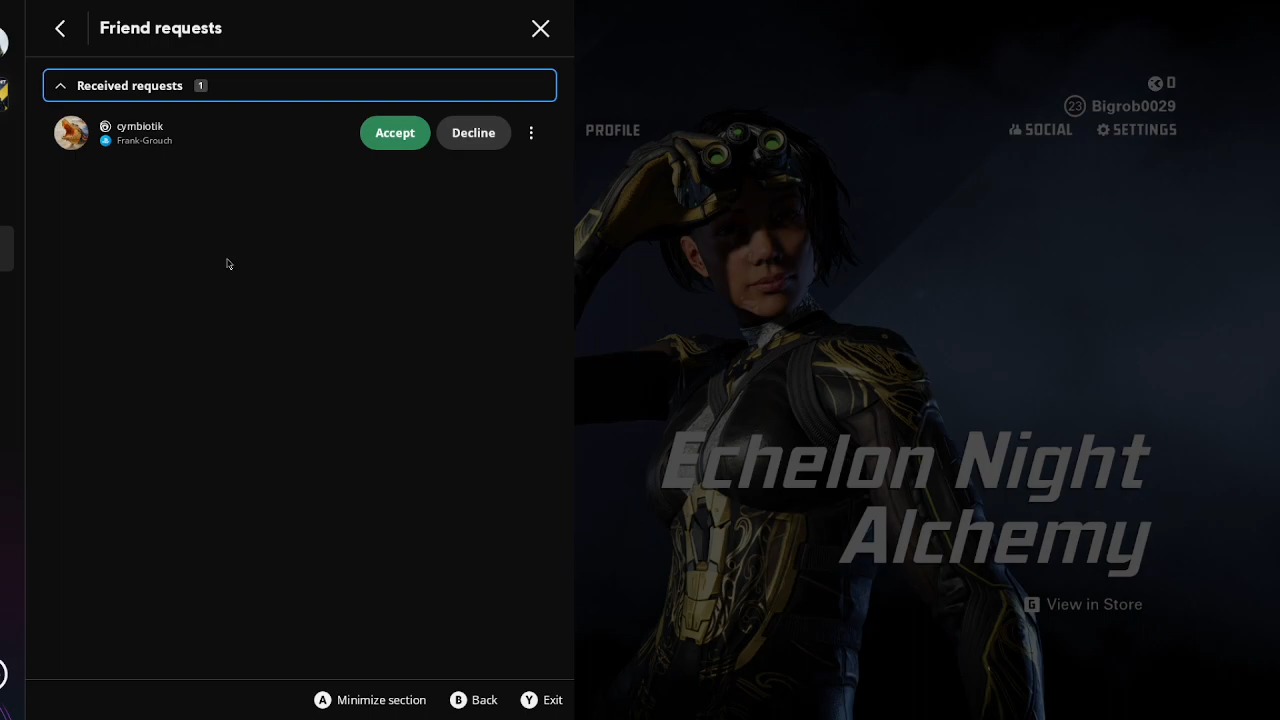 Friend requests
Received requests 1
cymbiotik
Frank-Grouch
Accept
Decline
0
23 Bigrob0029
PROFILE
SOCIAL
SETTINGS
Echelon Night
Alchemy
G View in Store
A Minimize section
B Back
Y Exit